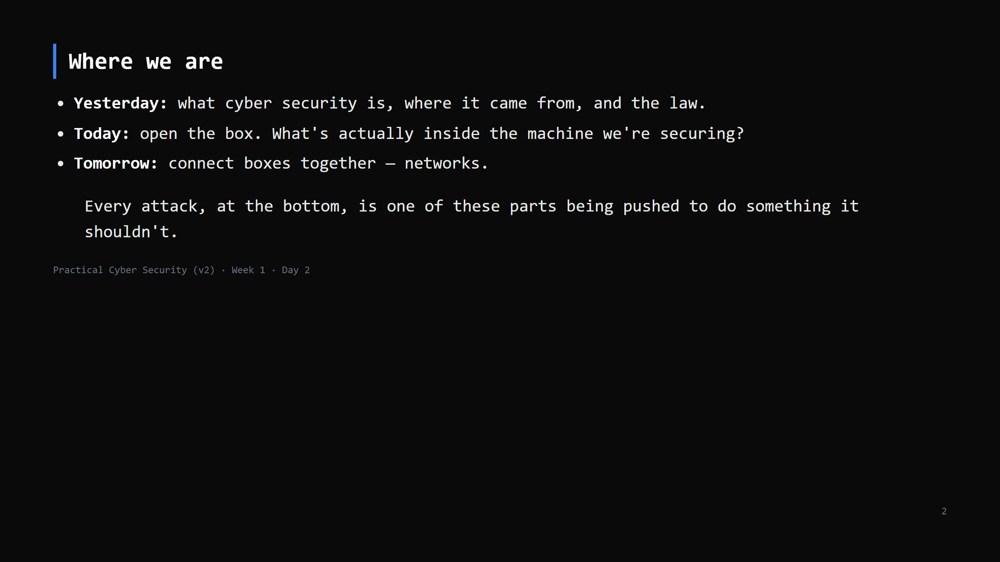 Where we are
• Yesterday: what cyber security is, where it came from, and the law.
• Today: open the box. What's actually inside the machine we're securing?
• Tomorrow: connect boxes together — networks.
Every attack, at the bottom, is one of these parts being pushed to do something it
shouldn't.
Practical Cyber Security (v2) · Week 1 · Day 2
2